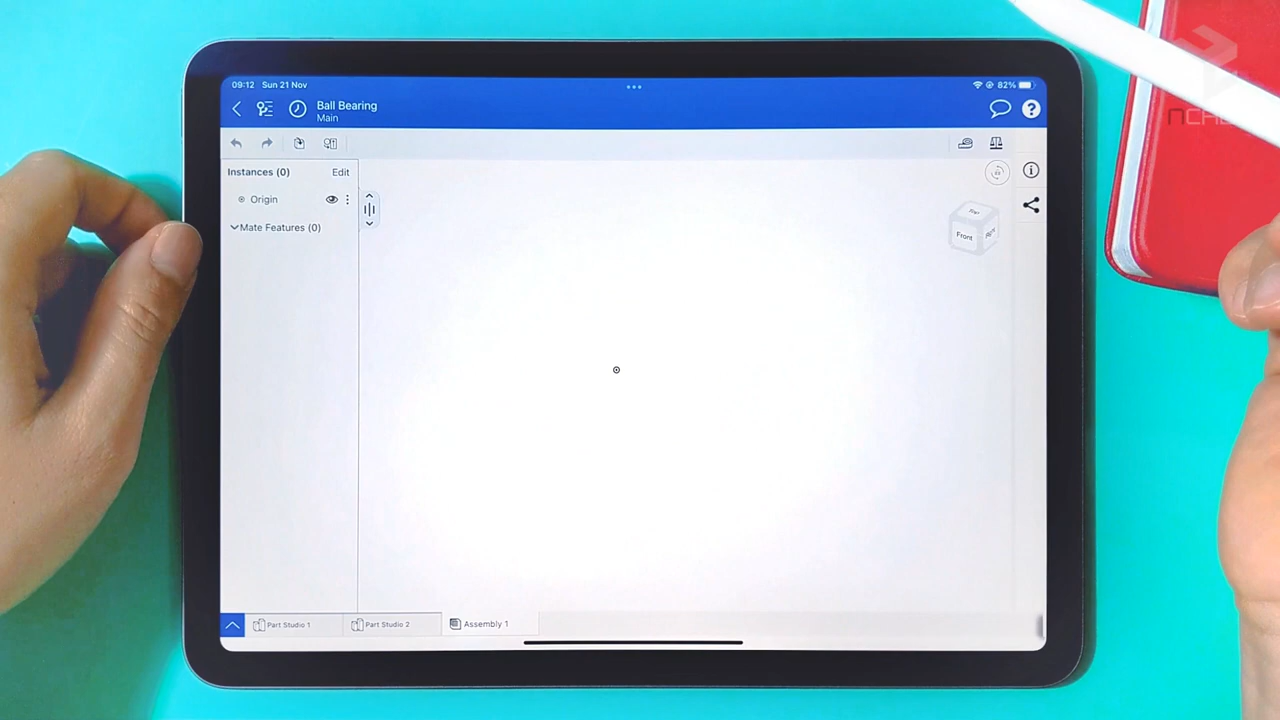 09:12 Sun 21 Nov
82%
Ball Bearing
Main
?
Instances (0)
Edit
Origin
Mate Features (0)
Front
Part Studio 1
Part Studio 2
Assembly 1